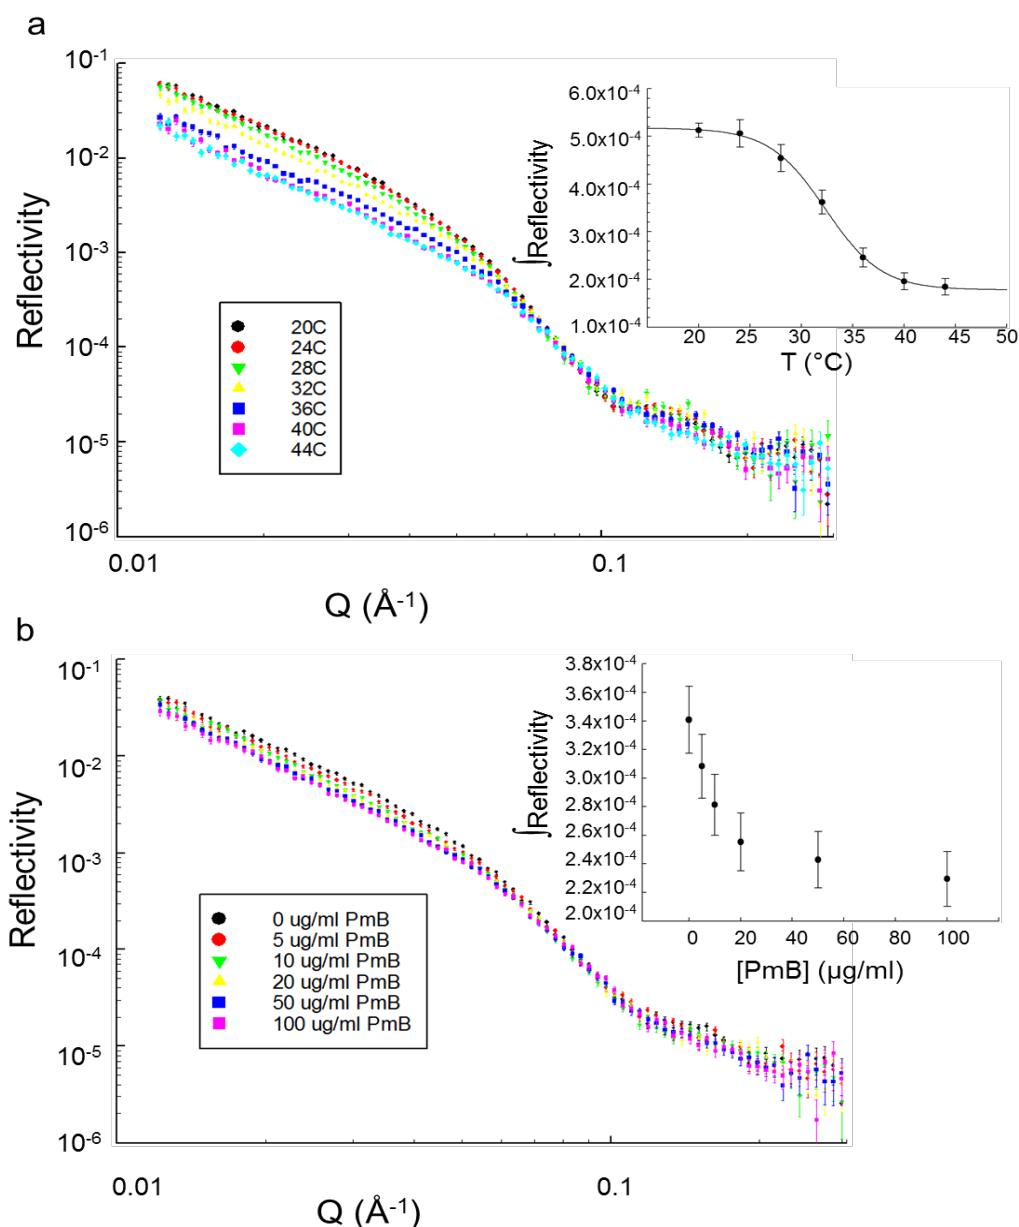 a
10⁻¹
10⁻²
10⁻³
10⁻⁴
10⁻⁵
10⁻⁶
Reflectivity
0.01
0.1
Q (Å⁻¹)
20C
24C
28C
32C
36C
40C
44C
6.0x10⁻⁴
5.0x10⁻⁴
4.0x10⁻⁴
3.0x10⁻⁴
2.0x10⁻⁴
1.0x10⁻⁴
∫Reflectivity
20 25 30 35 40 45 50
T (°C)
b
10⁻¹
10⁻²
10⁻³
10⁻⁴
10⁻⁵
10⁻⁶
Reflectivity
0.01
0.1
Q (Å⁻¹)
0 ug/ml PmB
5 ug/ml PmB
10 ug/ml PmB
20 ug/ml PmB
50 ug/ml PmB
100 ug/ml PmB
3.8x10⁻⁴
3.6x10⁻⁴
3.4x10⁻⁴
3.2x10⁻⁴
3.0x10⁻⁴
2.8x10⁻⁴
2.6x10⁻⁴
2.4x10⁻⁴
2.2x10⁻⁴
2.0x10⁻⁴
∫Reflectivity
0 20 40 60 80 100
[PmB] (µg/ml)